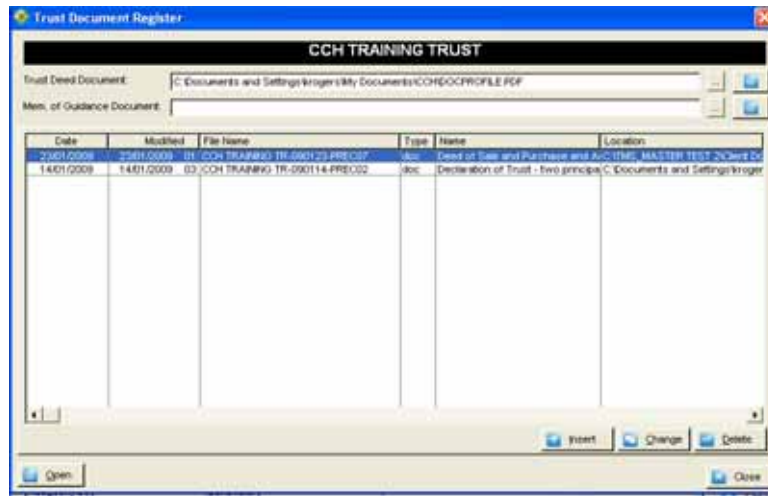 Trust Document Register
CCH TRAINING TRUST
Trust Deed Document: C:\Documents and Settings\krogers\My Documents\CCH\DOCPROFILE.PDF ...
Mem. of Guidance Document: ...
Date Modified File Name Type Name Location
23/01/2009 23/01/2009 01: CCH TRAINING TR-090123-PREC07 doc Deed of Sale and Purchase and A C:\TMS_MASTER TEST 2\Client Do
14/01/2009 14/01/2009 03: CCH TRAINING TR-090114-PREC02 doc Declaration of Trust - two principa C:\Documents and Settings\kroger
Insert Change Delete
Open Close